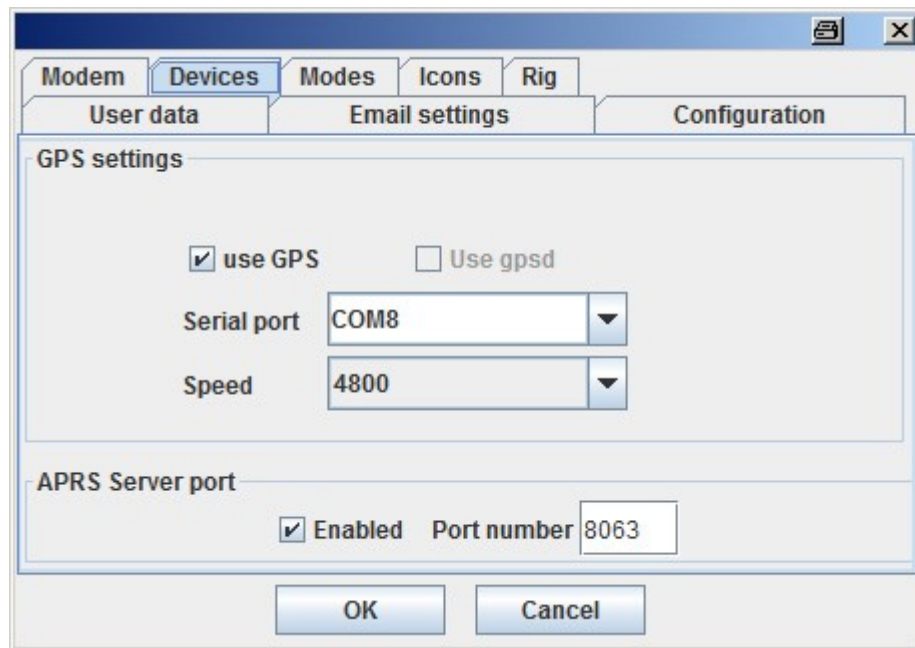 Modem Devices Modes Icons Rig
User data Email settings Configuration
GPS settings
use GPS Use gpsd
Serial port COM8
Speed 4800
APRS Server port
Enabled Port number 8063
OK Cancel